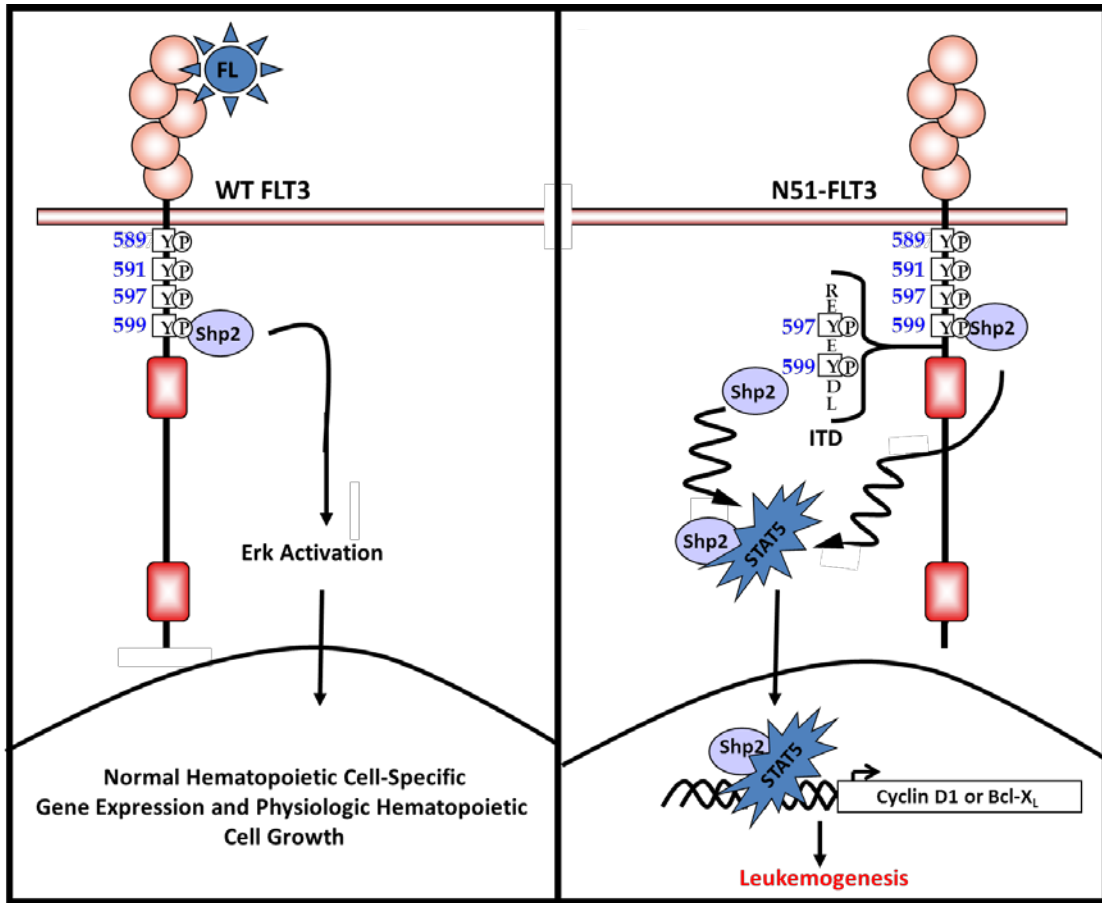 FL
WT FLT3
589 Y P
591 Y P
597 Y P
599 Y P
Shp2
Erk Activation
Normal Hematopoietic Cell-Specific
Gene Expression and Physiologic Hematopoietic
Cell Growth
N51-FLT3
589 Y P
591 Y P
597 Y P
599 Y P
Shp2
R
E
597 Y P
E
599 Y P
D
L
ITD
Shp2
Shp2
STAT5
Shp2
STAT5
Cyclin D1 or Bcl-XL
Leukemogenesis